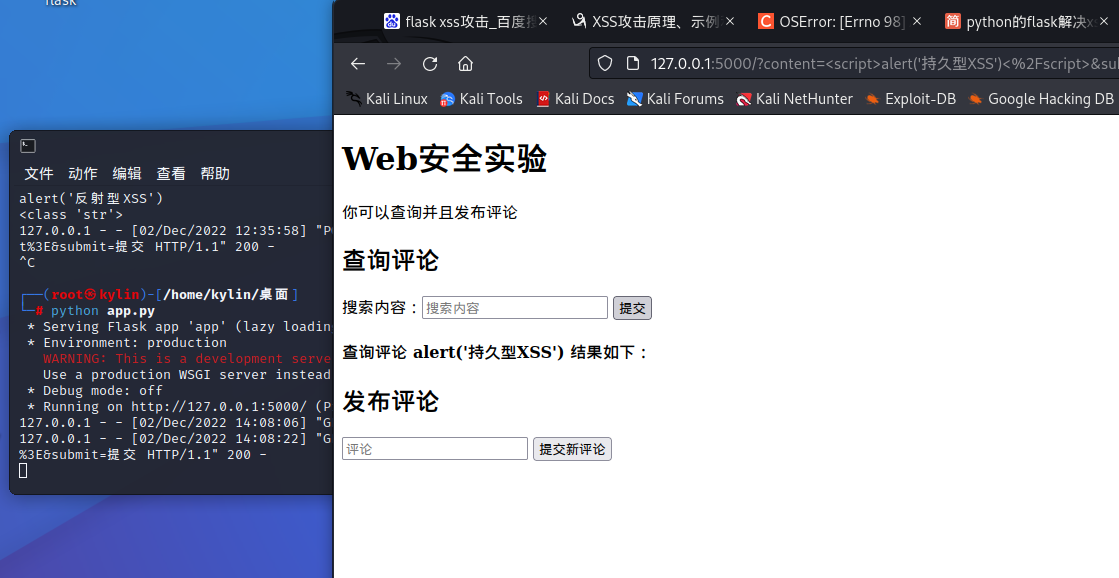 flask
flask xss攻击_百度搜
XSS攻击原理、示例
OSError: [Errno 98]
python的flask解决xs
127.0.0.1:5000/?content=<script>alert('持久型XSS')<%2Fscript>&su
Kali Linux
Kali Tools
Kali Docs
Kali Forums
Kali NetHunter
Exploit-DB
Google Hacking DB
文件 动作 编辑 查看 帮助
alert('反射型XSS')
<class 'str'>
127.0.0.1 - - [02/Dec/2022 12:35:58] "P
t%3E&submit=提交 HTTP/1.1" 200 -
^C
(root㉿kylin)-[/home/kylin/桌面]
# python app.py
* Serving Flask app 'app' (lazy loadin
* Environment: production
WARNING: This is a development serve
Use a production WSGI server instead
* Debug mode: off
* Running on http://127.0.0.1:5000/ (P
127.0.0.1 - - [02/Dec/2022 14:08:06] "G
127.0.0.1 - - [02/Dec/2022 14:08:22] "G
%3E&submit=提交 HTTP/1.1" 200 -
Web安全实验
你可以查询并且发布评论
查询评论
搜索内容：搜索内容 提交
查询评论 alert('持久型XSS') 结果如下：
发布评论
评论 提交新评论